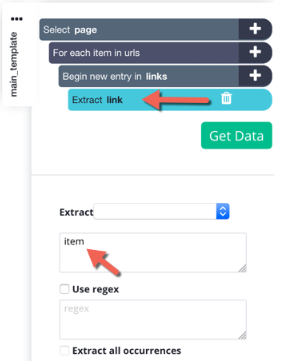 main_template
Select page
For each item in urls
Begin new entry in links
Extract link
Get Data
Extract
item
Use regex
regex
Extract all occurrences